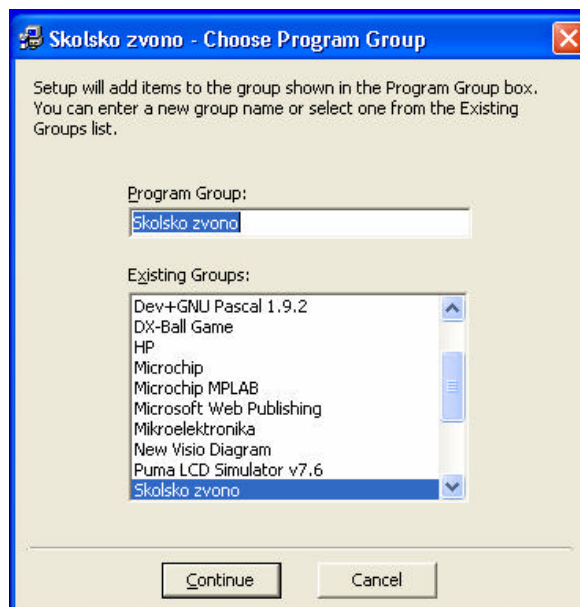 Skolsko zvono - Choose Program Group
Setup will add items to the group shown in the Program Group box.
You can enter a new group name or select one from the Existing
Groups list.
Program Group:
Skolsko zvono
Existing Groups:
Dev+GNU Pascal 1.9.2
DX-Ball Game
HP
Microchip
Microchip MPLAB
Microsoft Web Publishing
Mikroelektronika
New Visio Diagram
Puma LCD Simulator v7.6
Skolsko zvono
Continue
Cancel